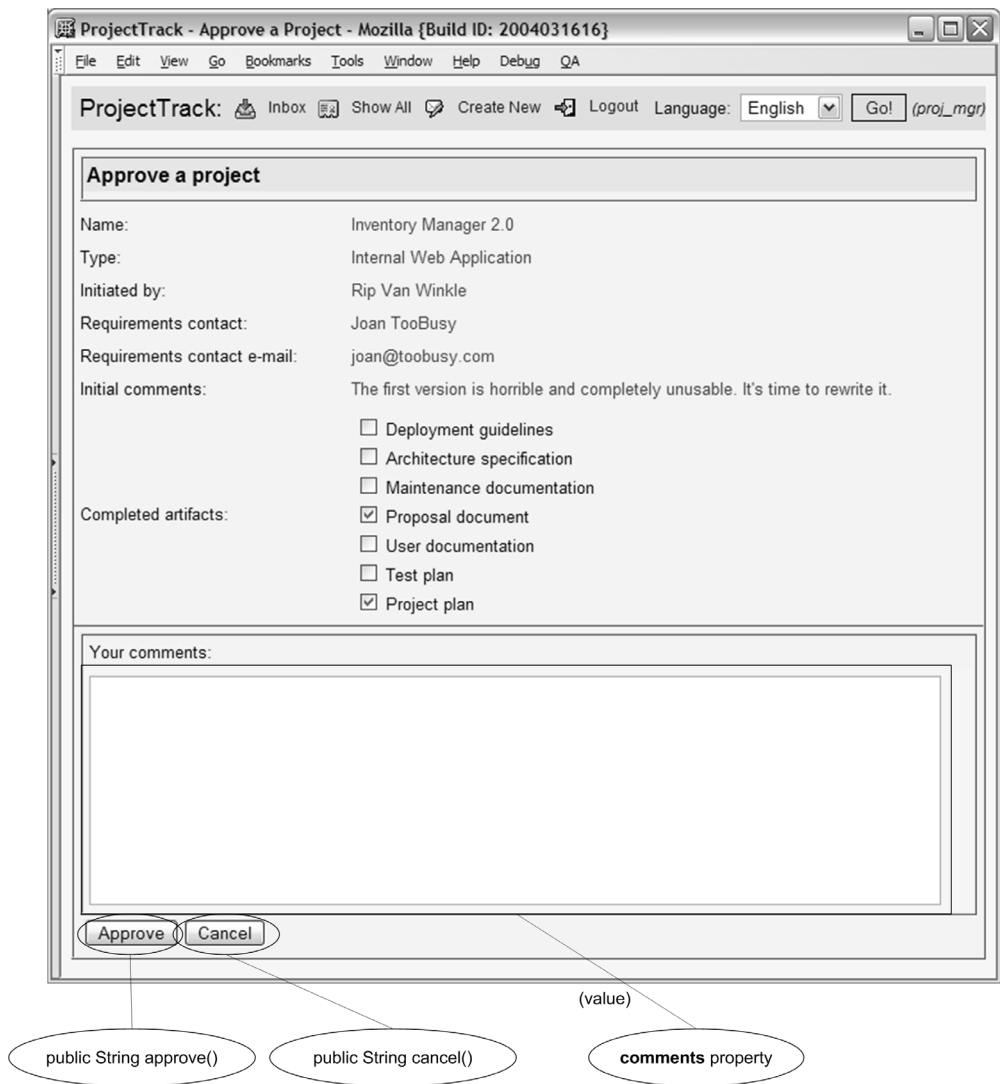 ProjectTrack - Approve a Project - Mozilla {Build ID: 2004031616}
File Edit View Go Bookmarks Tools Window Help Debug QA
ProjectTrack: Inbox Show All Create New Logout Language: English Go! (proj_mgr)
Approve a project
Name: Inventory Manager 2.0
Type: Internal Web Application
Initiated by: Rip Van Winkle
Requirements contact: Joan TooBusy
Requirements contact e-mail: joan@toobusy.com
Initial comments: The first version is horrible and completely unusable. It's time to rewrite it.
Deployment guidelines
Architecture specification
Maintenance documentation
Completed artifacts: Proposal document
User documentation
Test plan
Project plan
Your comments:
Approve Cancel
(value)
public String approve() public String cancel() comments property